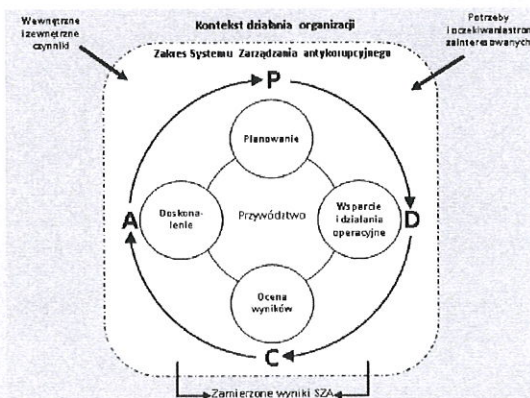 Wewnętrzne
i zewnętrzne
czynniki
Kontekst działania organizacji
Potrzeby
i oczekiwania stron
zainteresowanych
Zakres Systemu Zarządzania antykorupcyjnego
P
Planowanie
A
Doskona-
lenie
Przywództwo
Wsparcie
i działania
operacyjne
D
Ocena
wyników
C
Zamierzone wyniki SZA